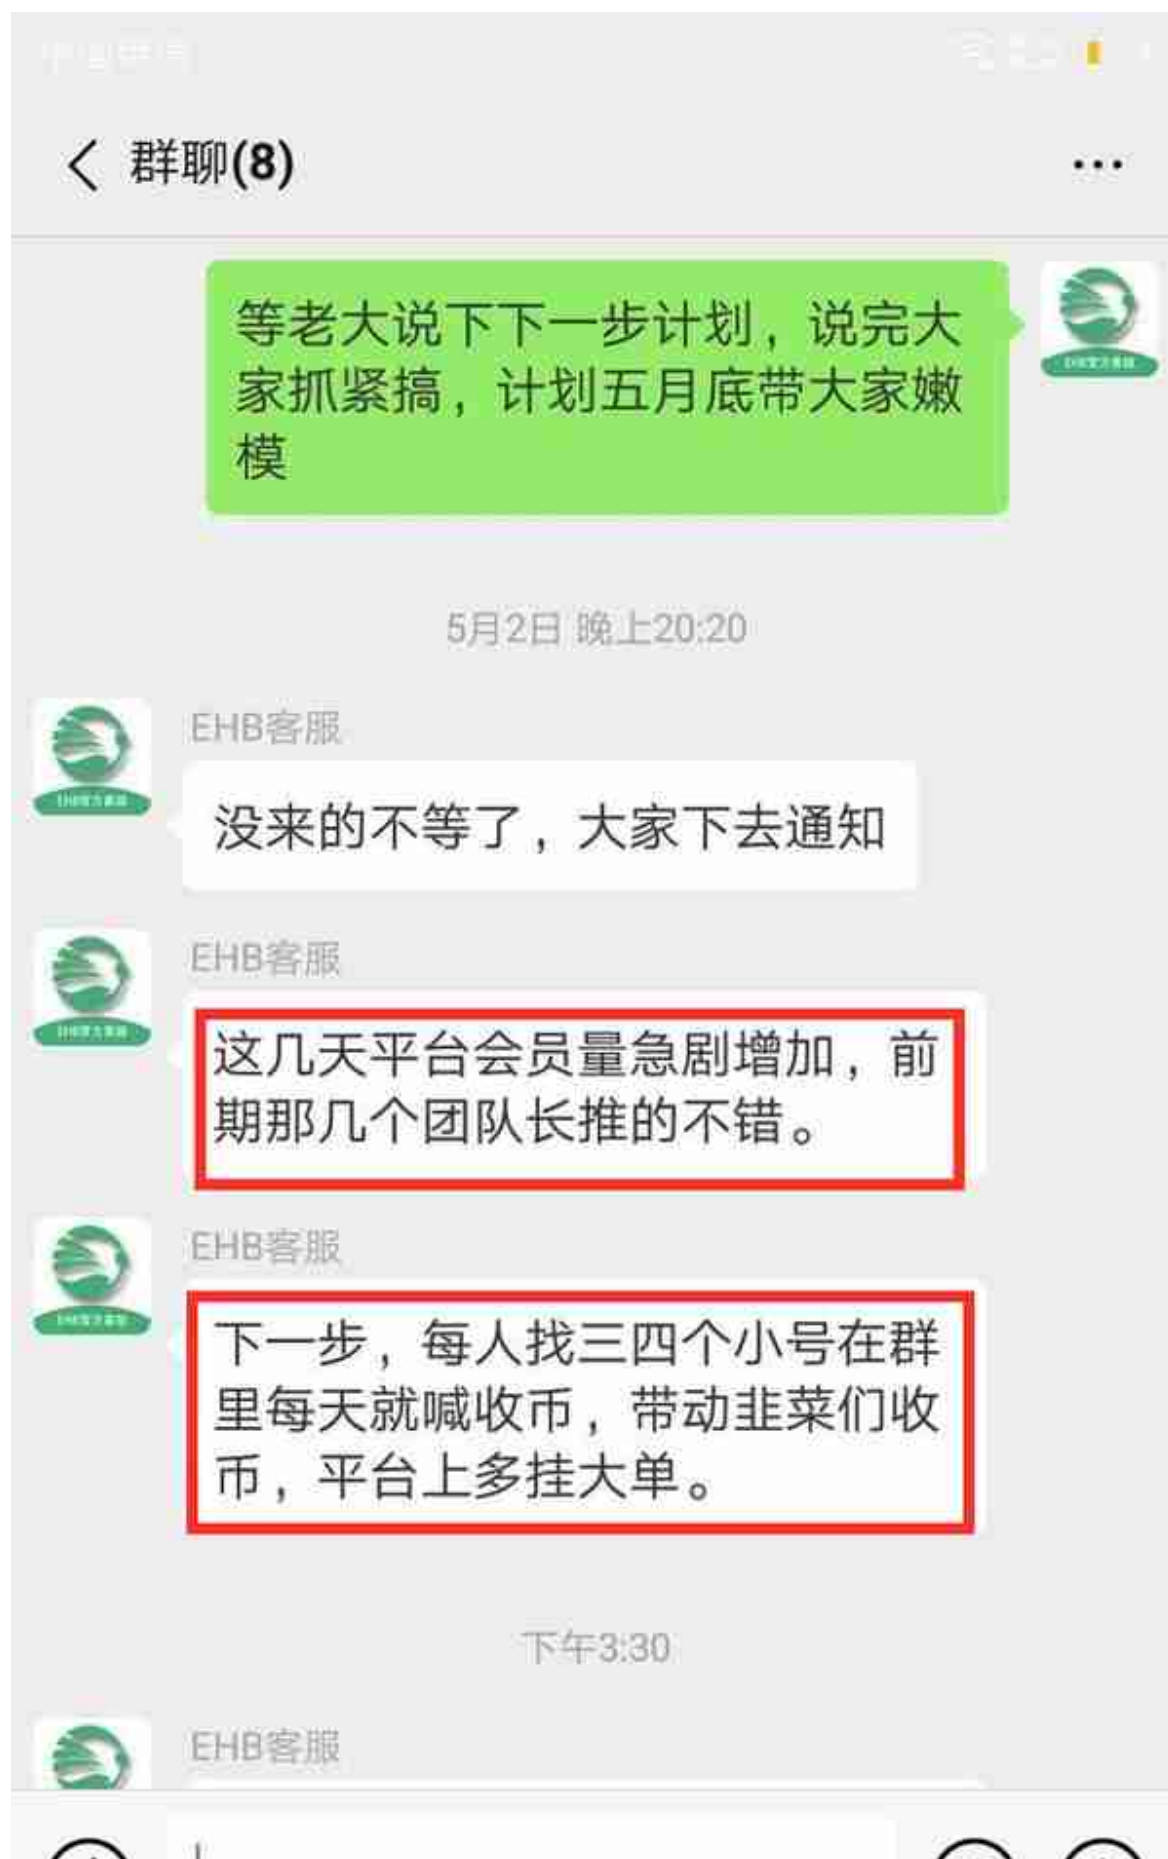 群聊(8)
等老大说下下一步计划，说完大
家抓紧搞，计划五月底带大家嫩
模
5月2日 晚上20:20
EHB客服
没来的不等了，大家下去通知
EHB客服
这几天平台会员量急剧增加，前
期那几个团队长推的不错。
EHB客服
下一步，每人找三四个小号在群
里每天就喊收币，带动韭菜们收
币，平台上多挂大单。
下午3:30
EHB客服